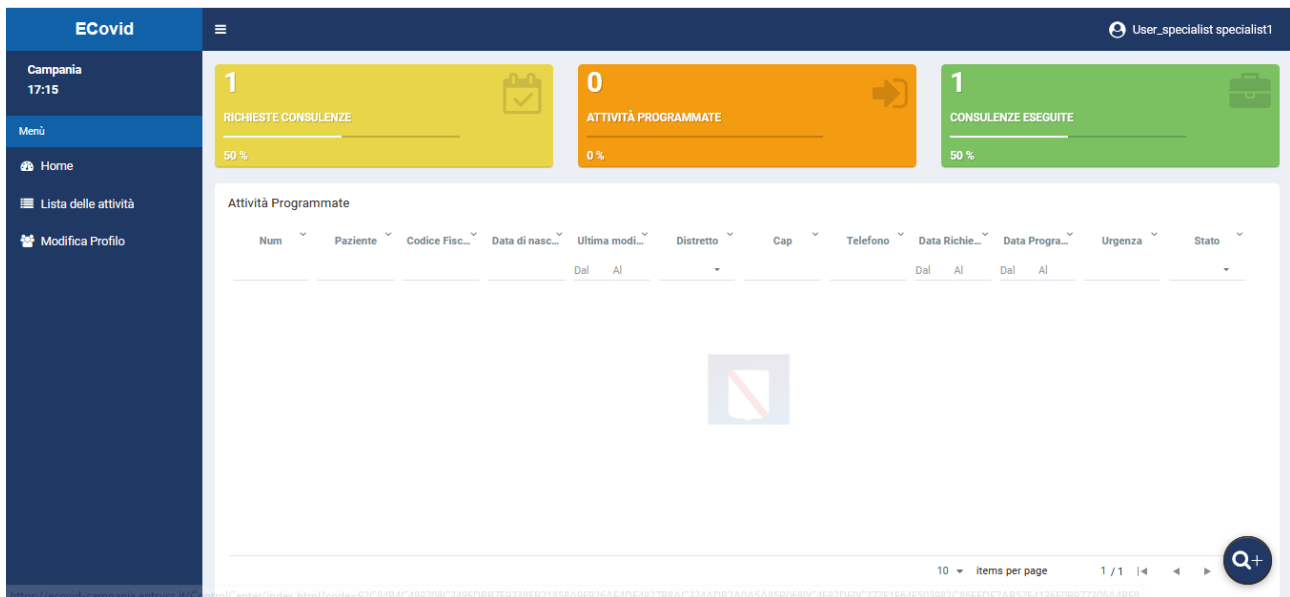 ECovid
User_specialist specialist1
Campania
17:15
Menù
Home
Lista delle attività
Modifica Profilo
1
RICHIESTE CONSULENZE
50 %
0
ATTIVITÀ PROGRAMMATE
0 %
1
CONSULENZE ESEGUITE
50 %
Attività Programmate
Num Paziente Codice Fisc... Data di nasc... Ultima modi... Distretto Cap Telefono Data Richie... Data Progra... Urgenza Stato
Dal Al Dal Al Dal Al
10 items per page 1 / 1